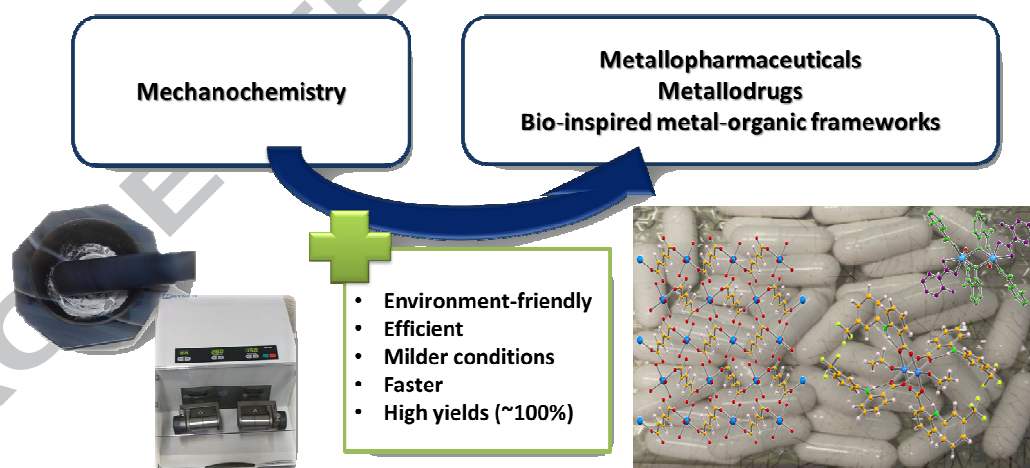 Mechanochemistry
Metallopharmaceuticals
Metallodrugs
Bio-inspired metal-organic frameworks
• Environment-friendly
• Efficient
• Milder conditions
• Faster
• High yields (~100%)